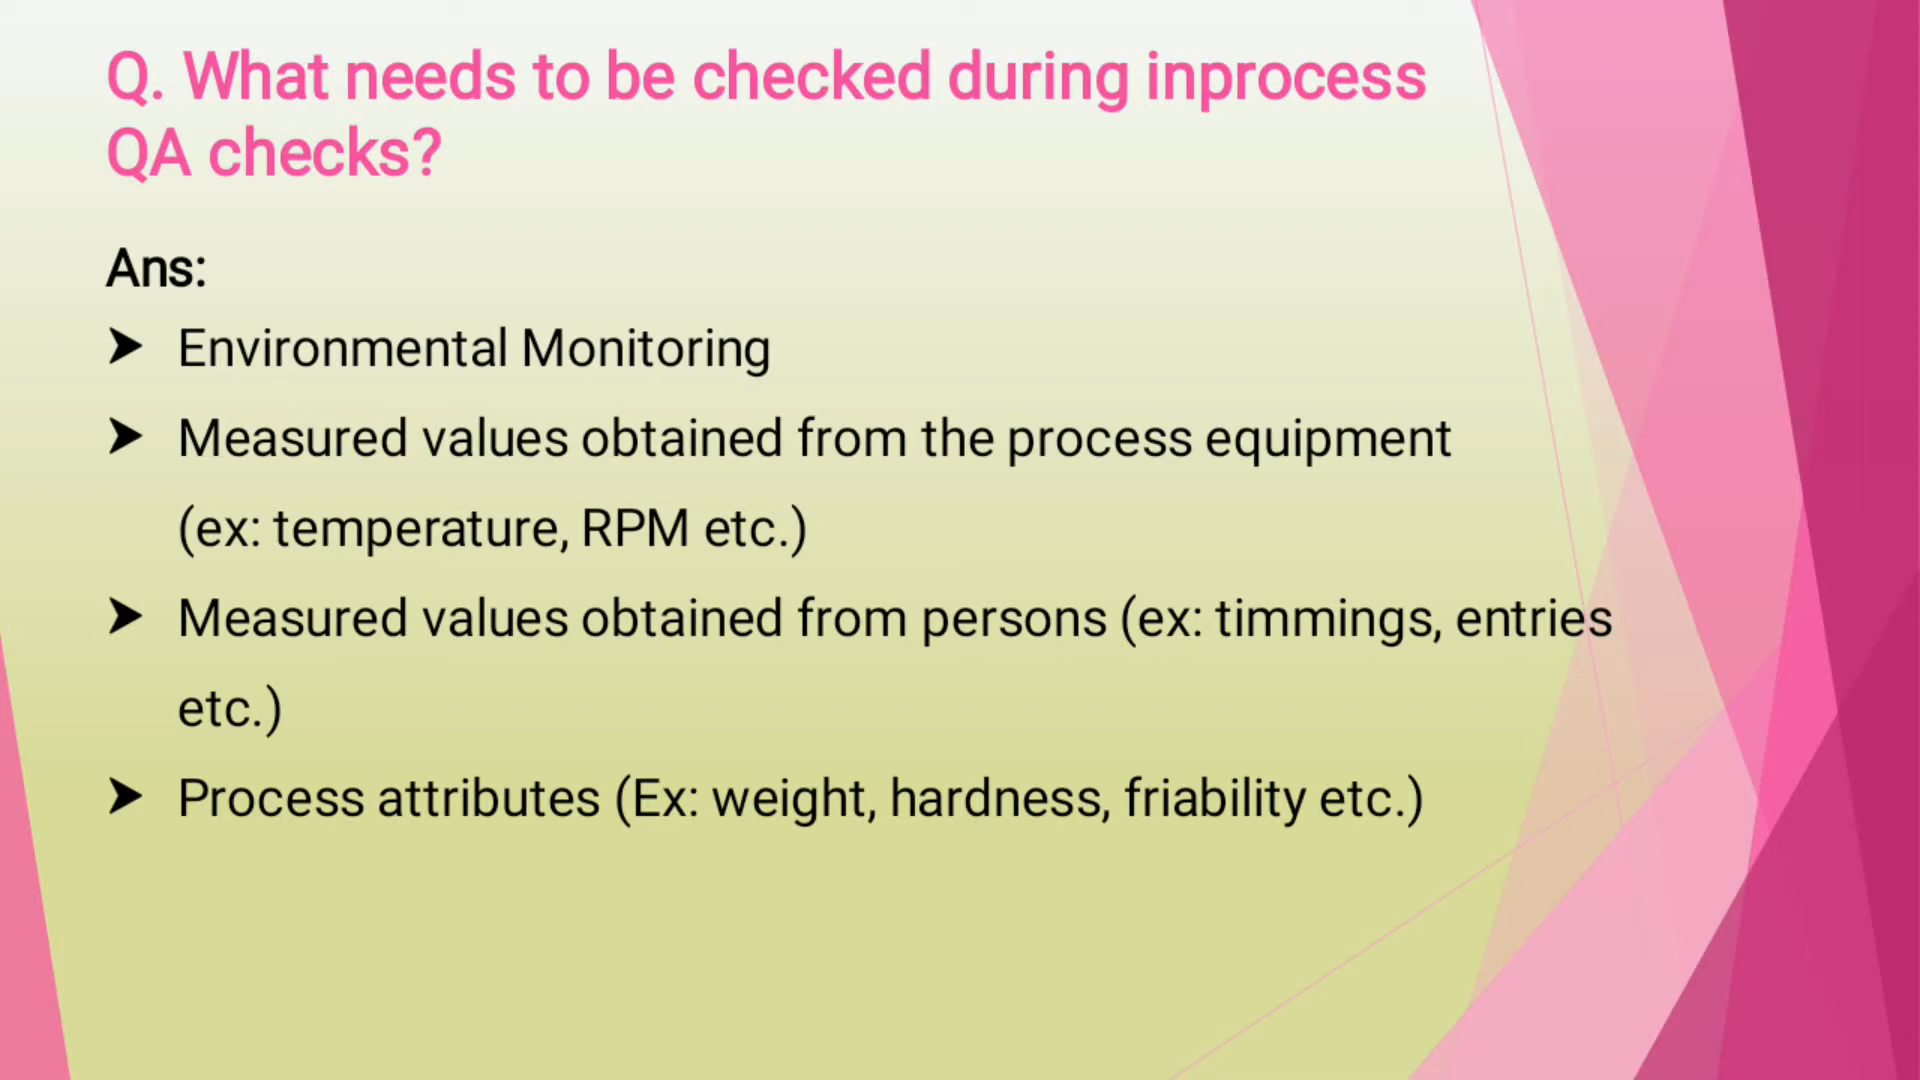 Q. What needs to be checked during inprocess
QA checks?
Ans:
➤ Environmental Monitoring
➤ Measured values obtained from the process equipment
(ex: temperature, RPM etc.)
➤ Measured values obtained from persons (ex: timmings, entries
etc.)
➤ Process attributes (Ex: weight, hardness, friability etc.)